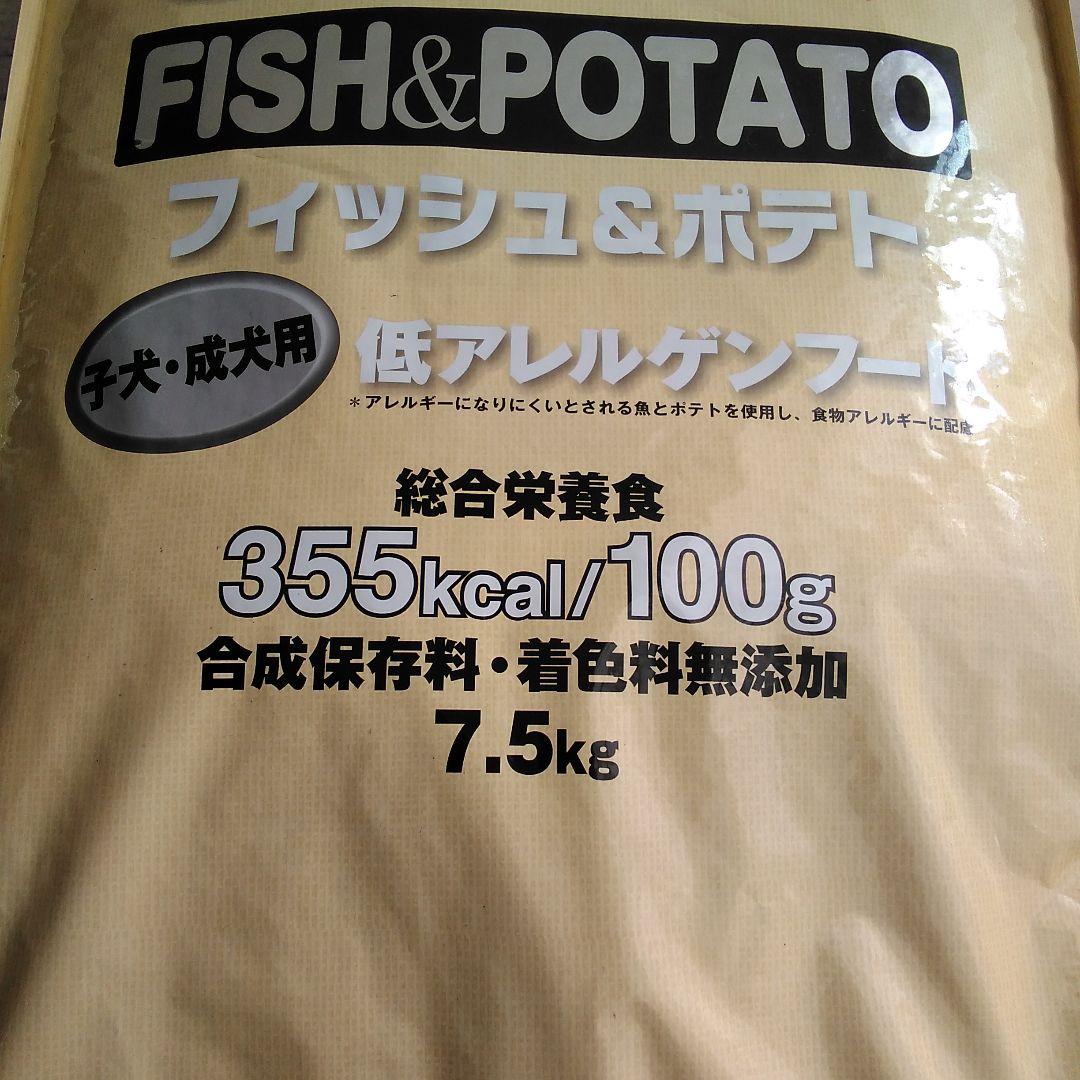 FISH&POTATO
フィッシュ&ポテト
子犬・成犬用
低アレルゲンフード
*アレルギーになりにくいとされる魚とポテトを使用し、食物アレルギーに配慮
総合栄養食
355kcal/100g
合成保存料・着色料無添加
7.5kg